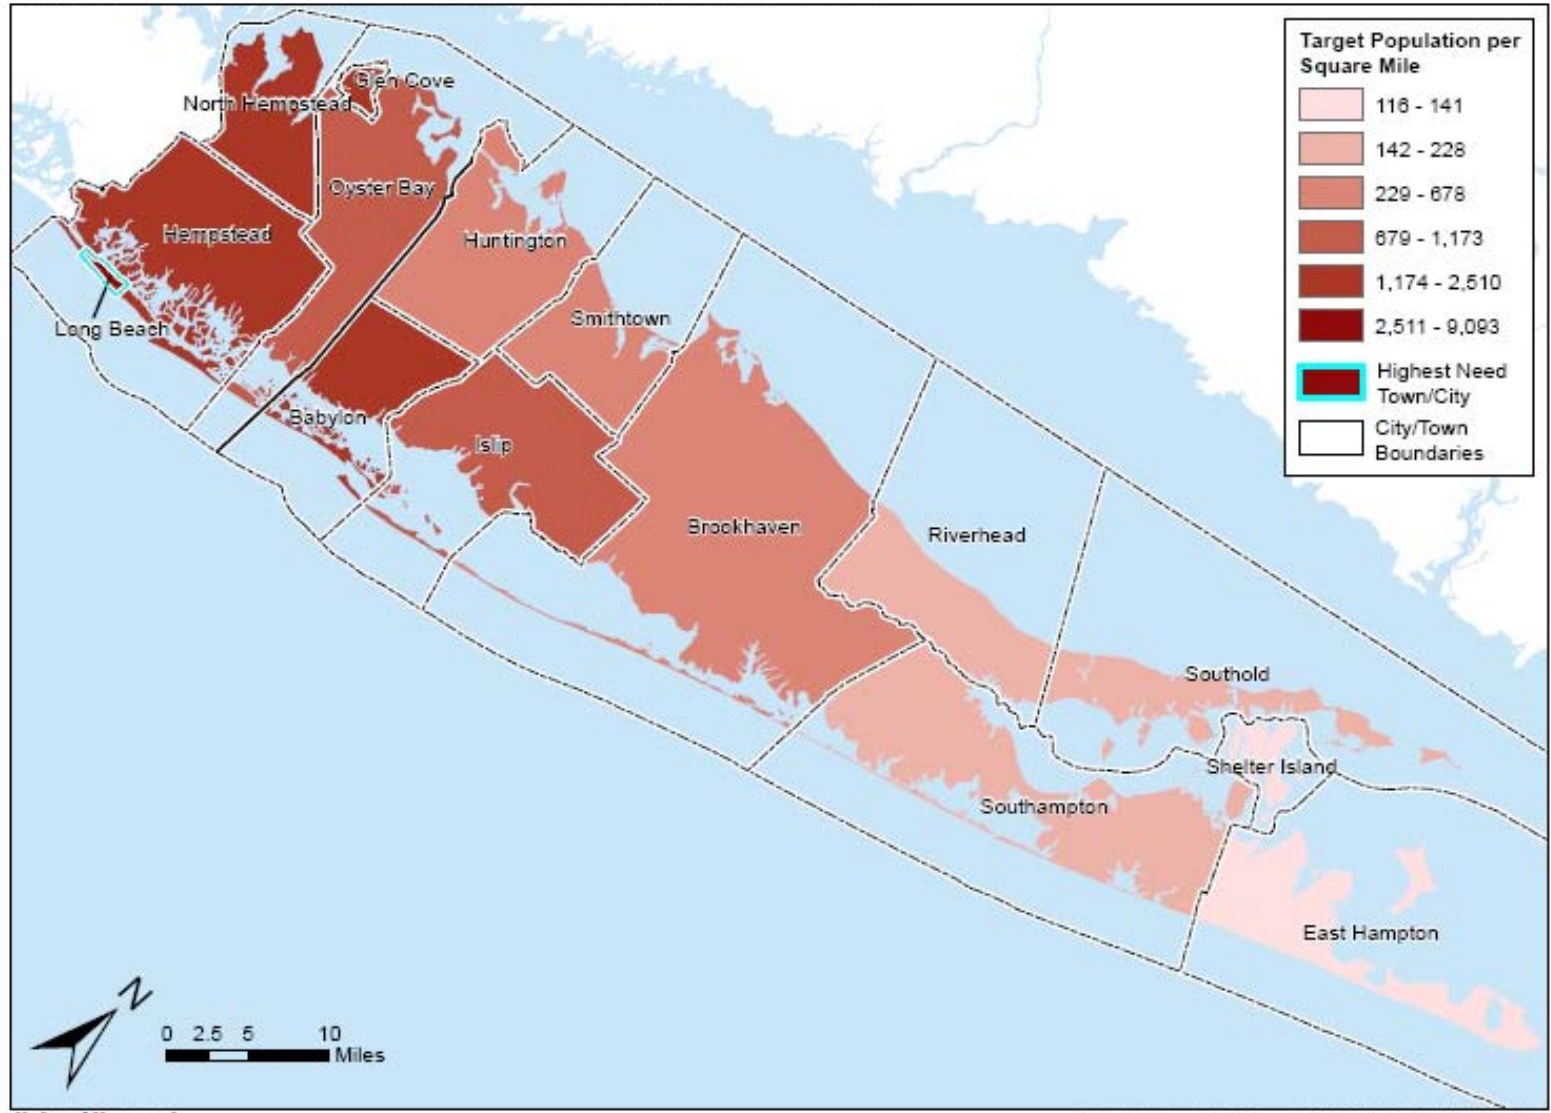 Target Population per
Square Mile
116 - 141
142 - 228
229 - 678
679 - 1,173
1,174 - 2,510
2,511 - 9,093
Highest Need
Town/City
City/Town
Boundaries
Glen Cove
North Hempstead
Oyster Bay
Hempstead
Huntington
Long Beach
Smithtown
Babylon
Islip
Brookhaven
Riverhead
Southold
Shelter Island
Southampton
East Hampton
N
0 2.5 5 10
Miles